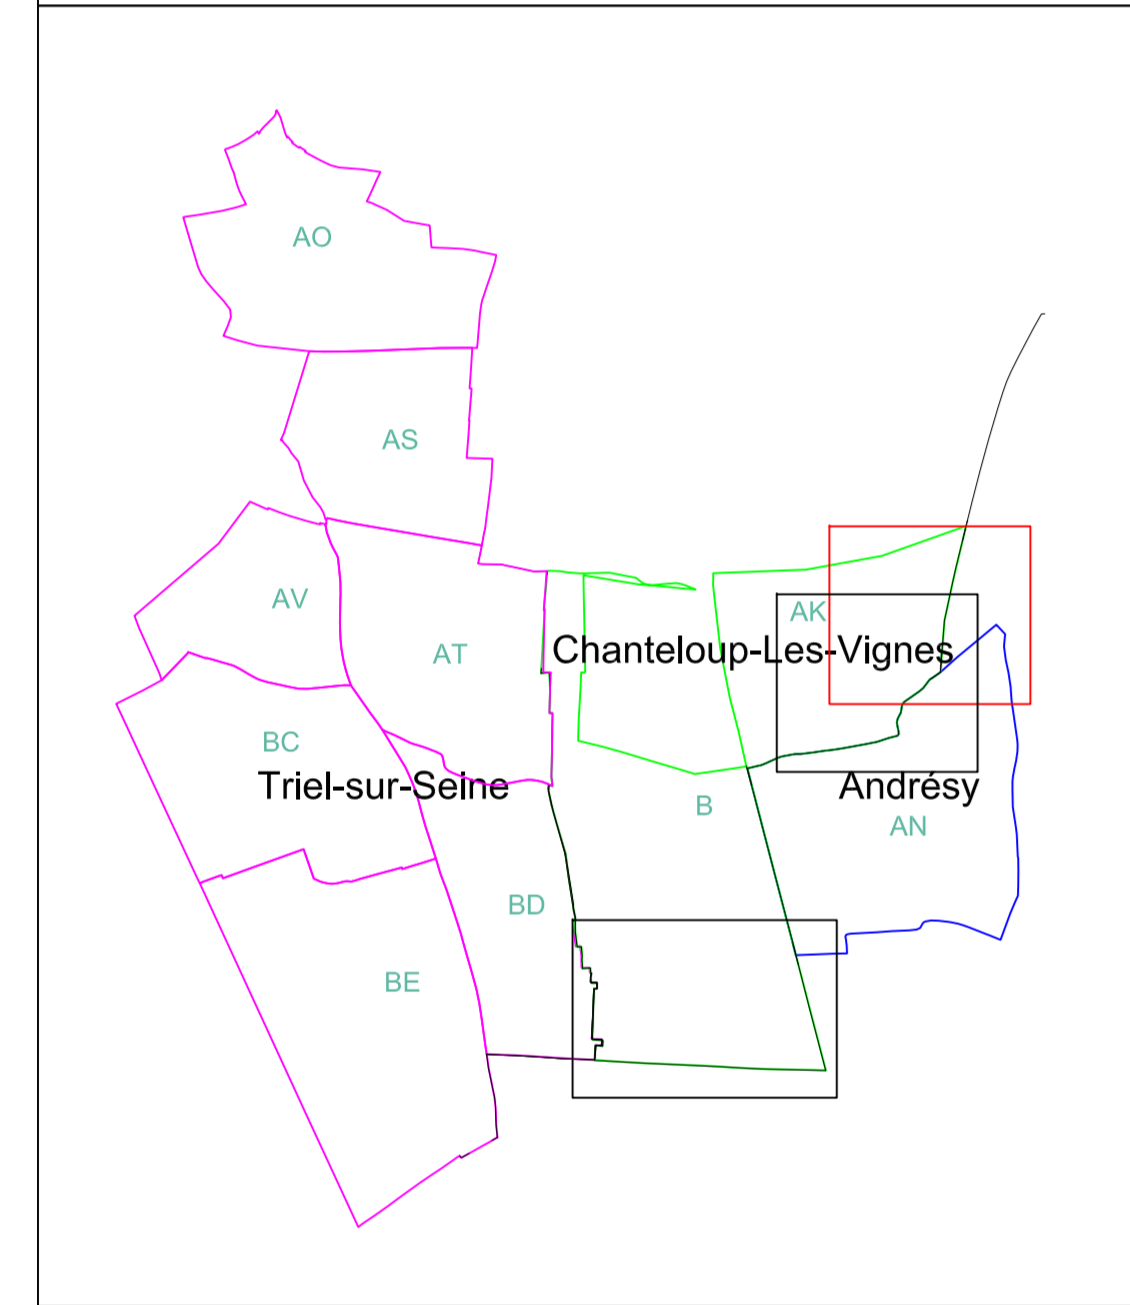 AO
AS
AV
AK
AT
Chanteloup-Les-Vignes
BC
Triel-sur-Seine
Andrésy
B
AN
BD
BE